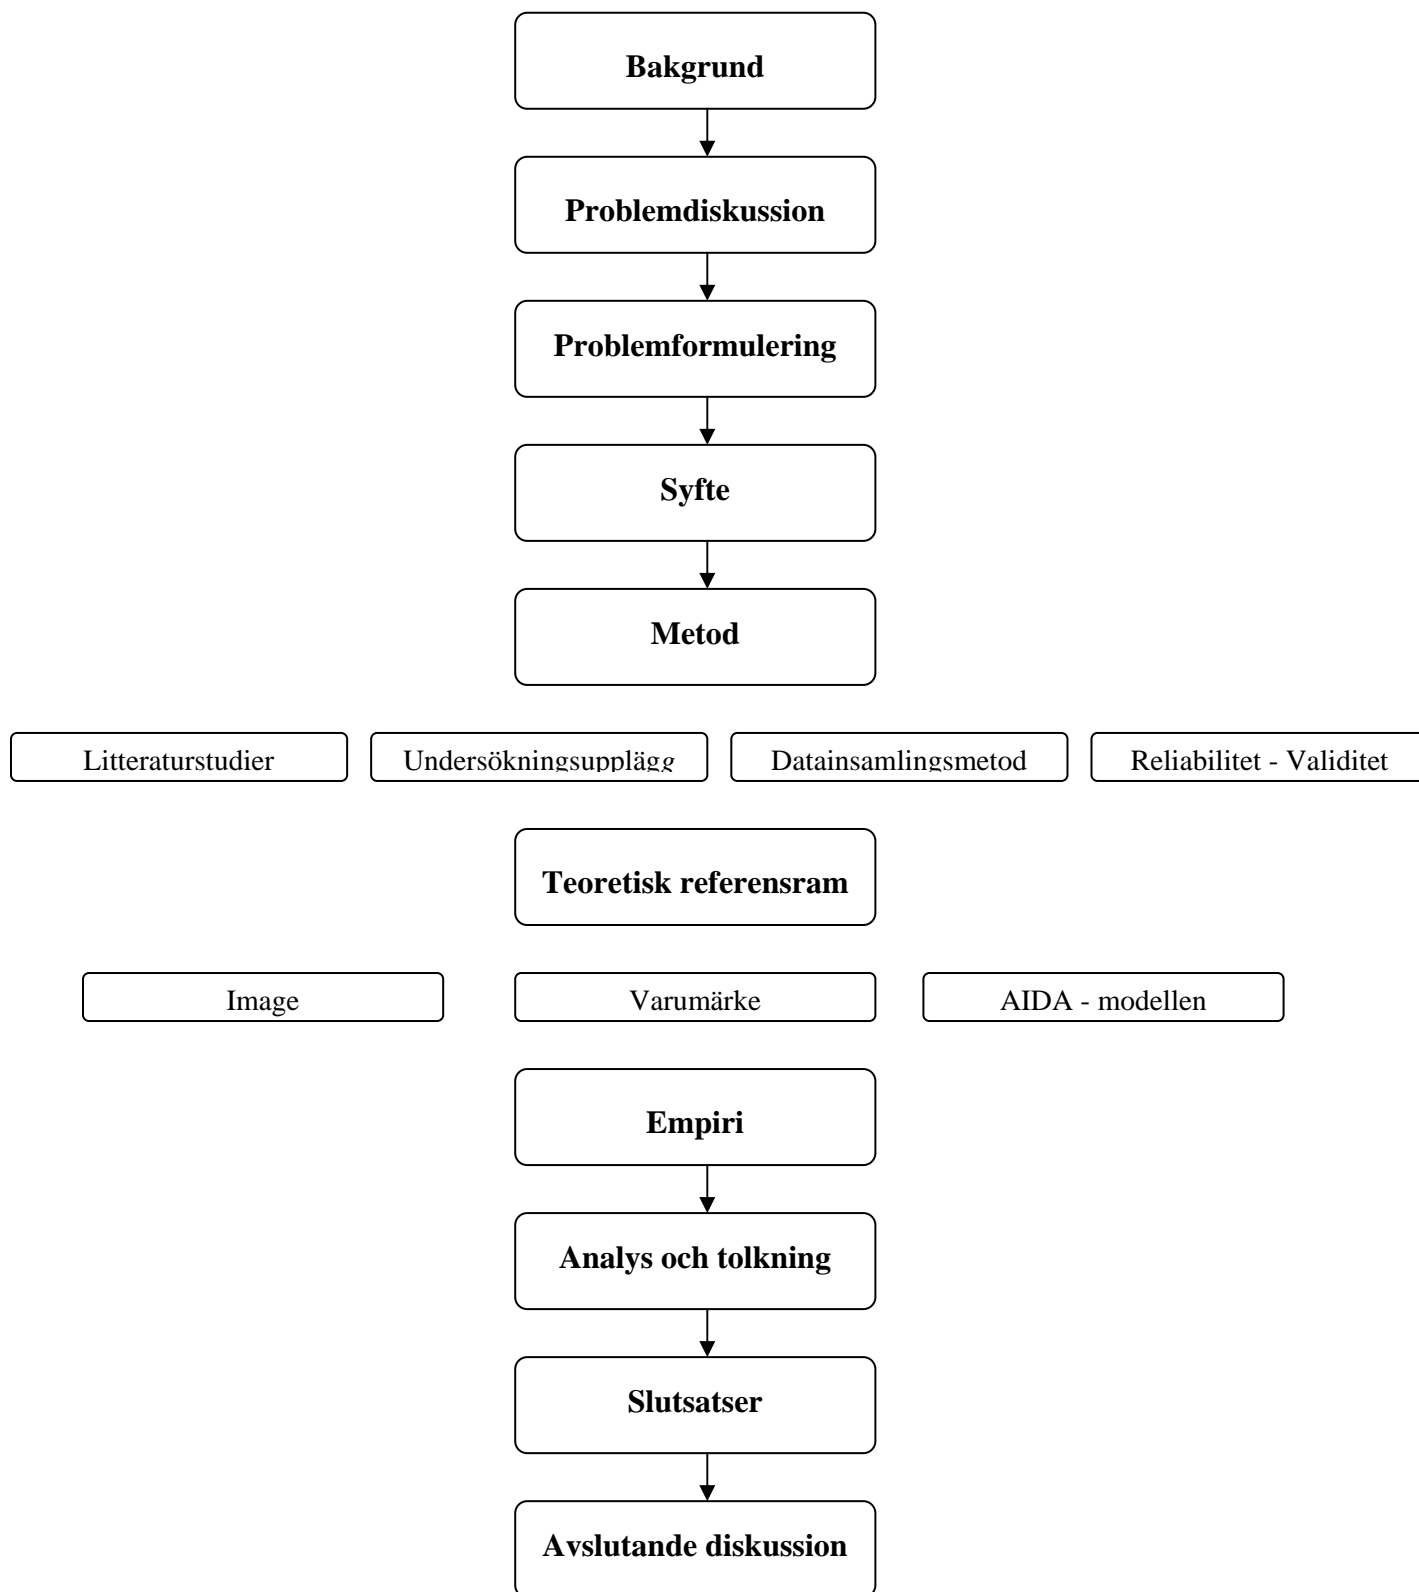 Bakgrund
Problemdiskussion
Problemformulering
Syfte
Metod
Litteraturstudier
Undersökningsupplägg
Datainsamlingsmetod
Reliabilitet - Validitet
Teoretisk referensram
Image
Varumärke
AIDA - modellen
Empiri
Analys och tolkning
Slutsatser
Avslutande diskussion